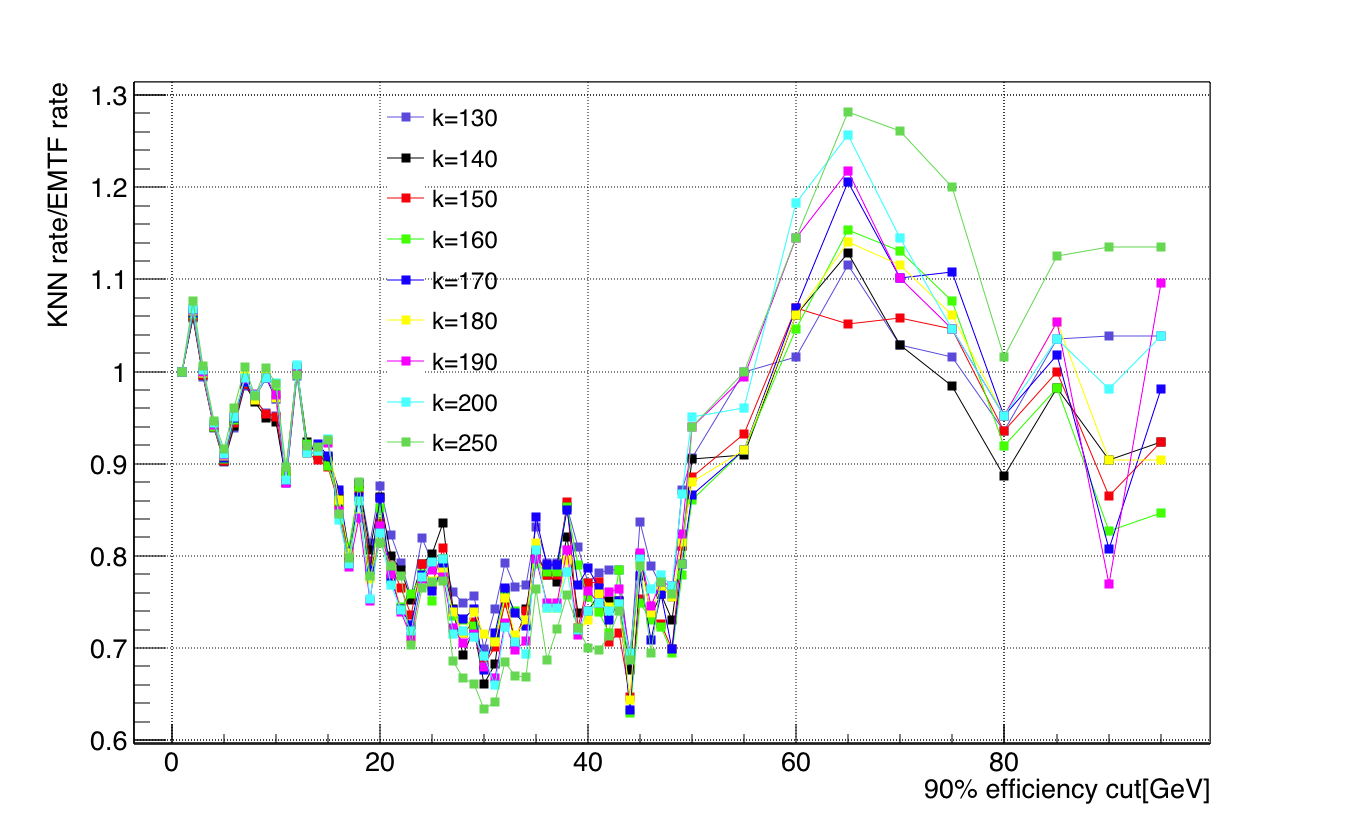 KNN rate/EMTF rate
1.3
1.2
1.1
1
0.9
0.8
0.7
0.6
k=130
k=140
k=150
k=160
k=170
k=180
k=190
k=200
k=250
0 20 40 60 80
90% efficiency cut[GeV]